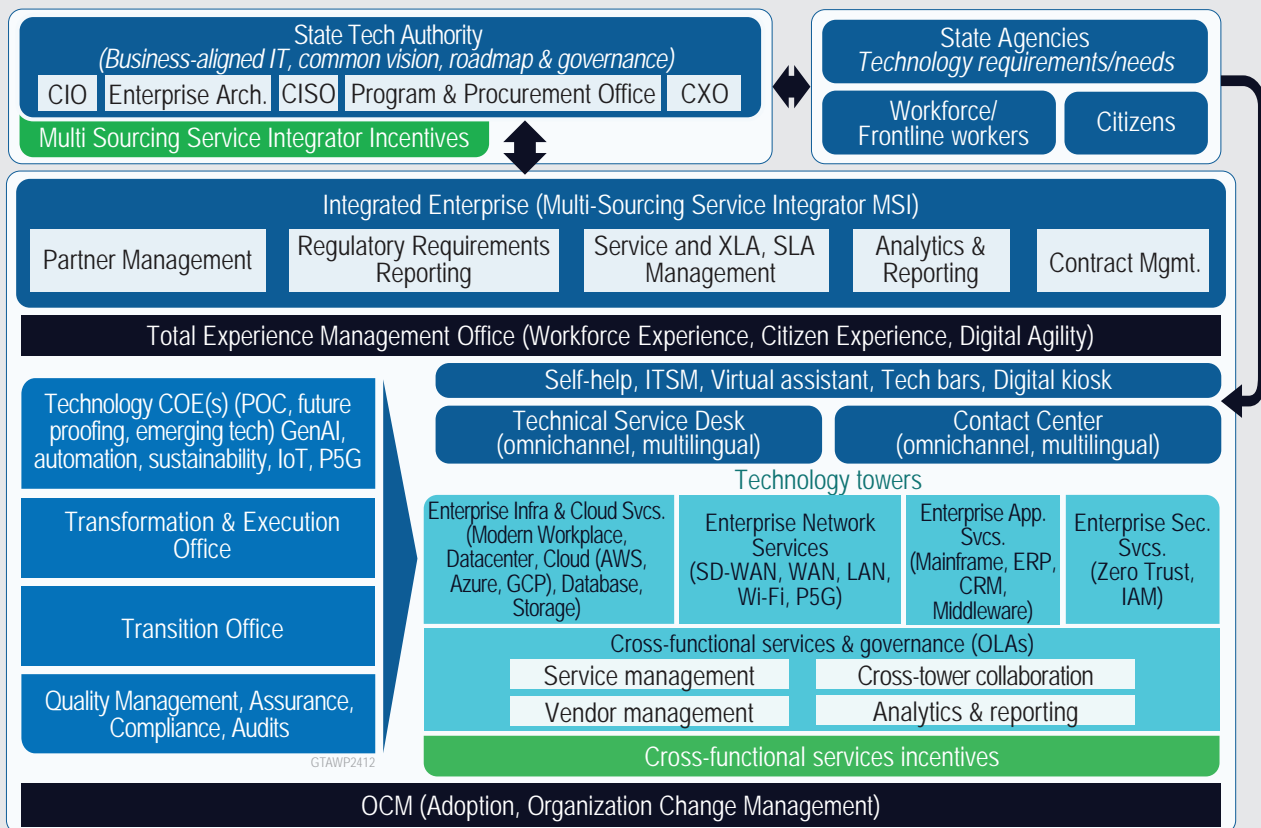 State Tech Authority
(Business-aligned IT, common vision, roadmap & governance)
CIO
Enterprise Arch.
CISO
Program & Procurement Office
CXO
Multi Sourcing Service Integrator Incentives
State Agencies
Technology requirements/needs
Workforce/
Frontline workers
Citizens
Integrated Enterprise (Multi-Sourcing Service Integrator MSI)
Partner Management
Regulatory Requirements
Reporting
Service and XLA, SLA
Management
Analytics &
Reporting
Contract Mgmt.
Total Experience Management Office (Workforce Experience, Citizen Experience, Digital Agility)
Technology COE(s) (POC, future
proofing, emerging tech) GenAI,
automation, sustainability, IoT, P5G
Transformation & Execution
Office
Transition Office
Quality Management, Assurance,
Compliance, Audits
GTAWP2412
Self-help, ITSM, Virtual assistant, Tech bars, Digital kiosk
Technical Service Desk
(omnichannel, multilingual)
Contact Center
(omnichannel, multilingual)
Technology towers
Enterprise Infra & Cloud Svcs.
(Modern Workplace,
Datacenter, Cloud (AWS,
Azure, GCP), Database,
Storage)
Enterprise Network
Services
(SD-WAN, WAN, LAN,
Wi-Fi, P5G)
Enterprise App.
Svcs.
(Mainframe, ERP,
CRM,
Middleware)
Enterprise Sec.
Svcs.
(Zero Trust,
IAM)
Cross-functional services & governance (OLAs)
Service management
Cross-tower collaboration
Vendor management
Analytics & reporting
Cross-functional services incentives
OCM (Adoption, Organization Change Management)